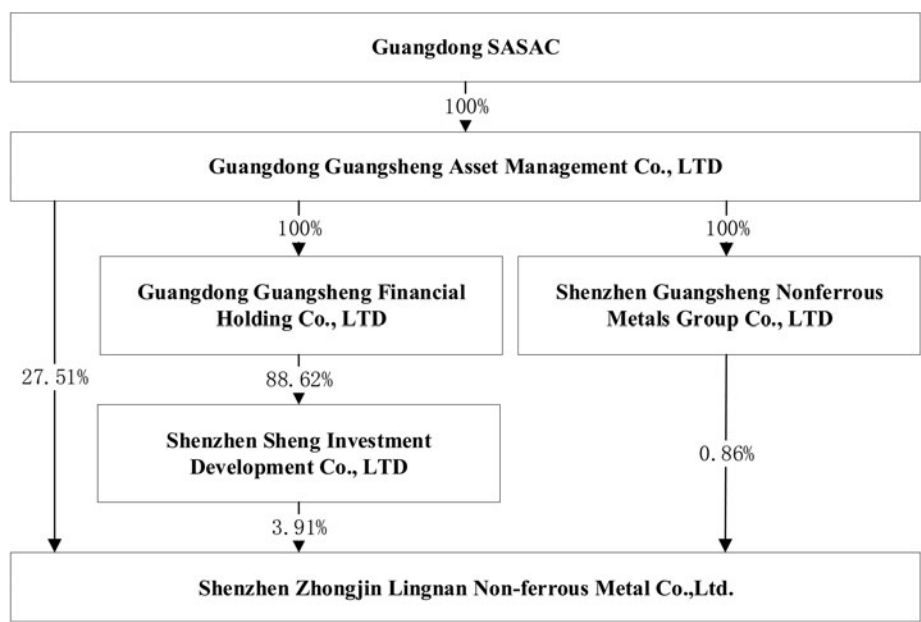 Guangdong SASAC
100%
Guangdong Guangsheng Asset Management Co., LTD
100%
100%
Guangdong Guangsheng Financial
Holding Co., LTD
Shenzhen Guangsheng Nonferrous
Metals Group Co., LTD
27.51%
88.62%
Shenzhen Sheng Investment
Development Co., LTD
0.86%
3.91%
Shenzhen Zhongjin Lingnan Non-ferrous Metal Co.,Ltd.